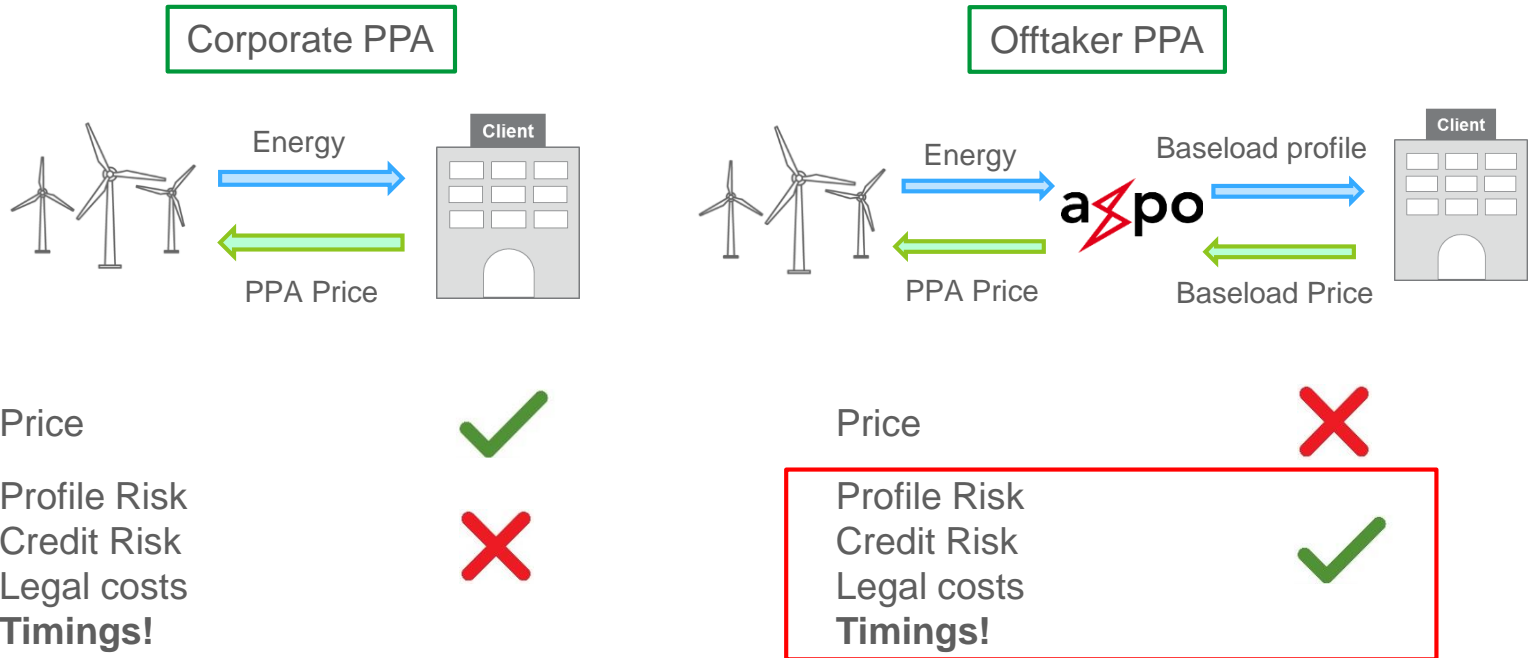 Corporate PPA
Energy
Client
PPA Price
Price
Profile Risk
Credit Risk
Legal costs
Timings!
Offtaker PPA
Energy
axpo
Baseload profile
Client
PPA Price
Baseload Price
Price
Profile Risk
Credit Risk
Legal costs
Timings!